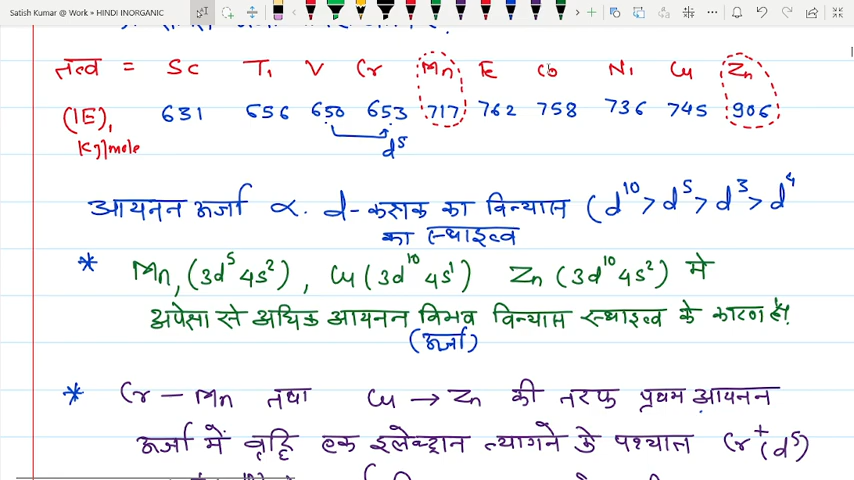 Satish Kumar @ Work » HINDI INORGANIC
तत्व = Sc Ti V Cr Mn Fe Co Ni Cu Zn
(IE)₁ 631 656 650 653 717 762 758 736 745 906
KJ/mole d⁵
आयनन ऊर्जा ∝. d-कक्षक का विन्यास (d¹⁰ > d⁵ > d³ > d⁴
का स्थाइत्व
* Mn, (3d⁵ 4s²), Cu (3d¹⁰ 4s¹) Zn (3d¹⁰ 4s²) मे
अपेक्षा से अधिक आयनन विभव विन्यास स्थाइत्व के कारण है।
(ऊर्जा)
* Cr – Mn तथा Cu → Zn की तरफ प्रथम आयनन
ऊर्जा में वृद्धि एक इलेक्ट्रान त्यागने के पश्चात Cr⁺(d⁵)